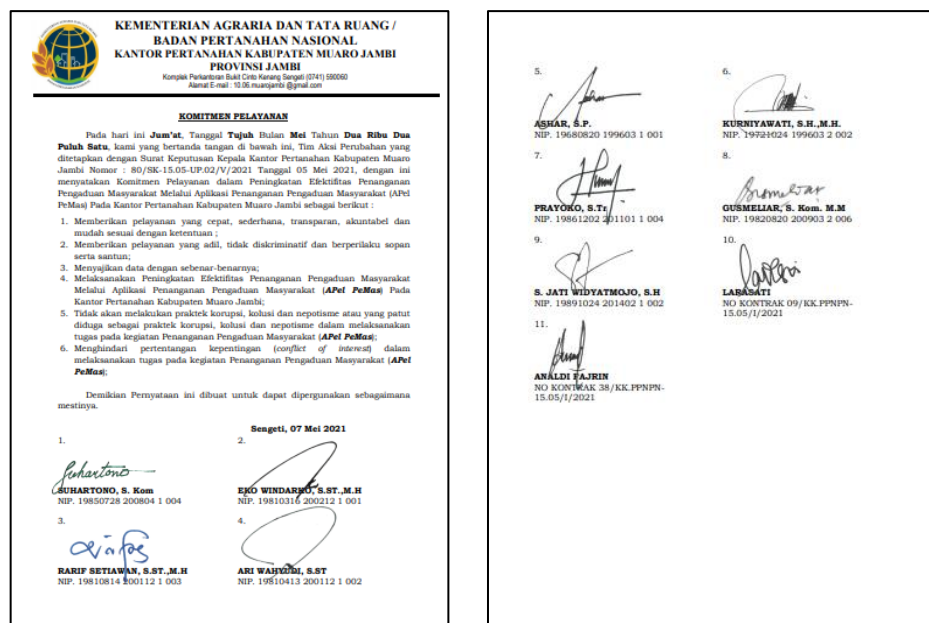 KEMENTERIAN AGRARIA DAN TATA RUANG /
BADAN PERTANAHAN NASIONAL
KANTOR PERTANAHAN KABUPATEN MUARO JAMBI
PROVINSI JAMBI
Komplek Perkantoran Bukit Cinto Kenang Sengeti (0741) 590060
Alamat E-mail : 10.06.muarojambi @gmail.com
KOMITMEN PELAYANAN
Pada hari ini Jum'at, Tanggal Tujuh Bulan Mei Tahun Dua Ribu Dua
Puluh Satu, kami yang bertanda tangan di bawah ini, Tim Aksi Perubahan yang
ditetapkan dengan Surat Keputusan Kepala Kantor Pertanahan Kabupaten Muaro
Jambi Nomor : 80/SK-15.05-UP.02/V/2021 Tanggal 05 Mei 2021, dengan ini
menyatakan Komitmen Pelayanan dalam Peningkatan Efektifitas Penanganan
Pengaduan Masyarakat Melalui Aplikasi Penanganan Pengaduan Masyarakat (APel
PeMas) Pada Kantor Pertanahan Kabupaten Muaro Jambi sebagai berikut :
1. Memberikan pelayanan yang cepat, sederhana, transparan, akuntabel dan
mudah sesuai dengan ketentuan ;
2. Memberikan pelayanan yang adil, tidak diskriminatif dan berperilaku sopan
serta santun;
3. Menyajikan data dengan sebenar-benarnya;
4. Melaksanakan Peningkatan Efektifitas Penanganan Pengaduan Masyarakat
Melalui Aplikasi Penanganan Pengaduan Masyarakat (APel PeMas) Pada
Kantor Pertanahan Kabupaten Muaro Jambi;
5. Tidak akan melakukan praktek korupsi, kolusi dan nepotisme atau yang patut
diduga sebagai praktek korupsi, kolusi dan nepotisme dalam melaksanakan
tugas pada kegiatan Penanganan Pengaduan Masyarakat (APel PeMas);
6. Menghindari pertentangan kepentingan (conflict of interest) dalam
melaksanakan tugas pada kegiatan Penanganan Pengaduan Masyarakat (APel
PeMas);
Demikian Pernyataan ini dibuat untuk dapat dipergunakan sebagaimana
mestinya.
Sengeti, 07 Mei 2021
1.
Suhartono
SUHARTONO, S. Kom
NIP. 19850728 200804 1 004
2.
EKO WINDARKO, S.ST.,M.H
NIP. 19810316 200212 1 001
3.
RARIF SETIAWAN, S.ST.,M.H
NIP. 19810814 200112 1 003
4.
ARI WAHYUDI, S.ST
NIP. 19810413 200112 1 002
5.
ASHAR, S.P.
NIP. 19680820 199603 1 001
6.
KURNIYAWATI, S.H.,M.H.
NIP. 19721024 199603 2 002
7.
PRAYOKO, S.Tr
NIP. 19861202 201101 1 004
8.
GUSMELIAR, S. Kom. M.M
NIP. 19820820 200903 2 006
9.
S. JATI WIDYATMOJO, S.H
NIP. 19891024 201402 1 002
10.
LARASATI
NO KONTRAK 09/KK.PPNPN-
15.05/I/2021
11.
ANALDI FAJRIN
NO KONTRAK 38/KK.PPNPN-
15.05/I/2021